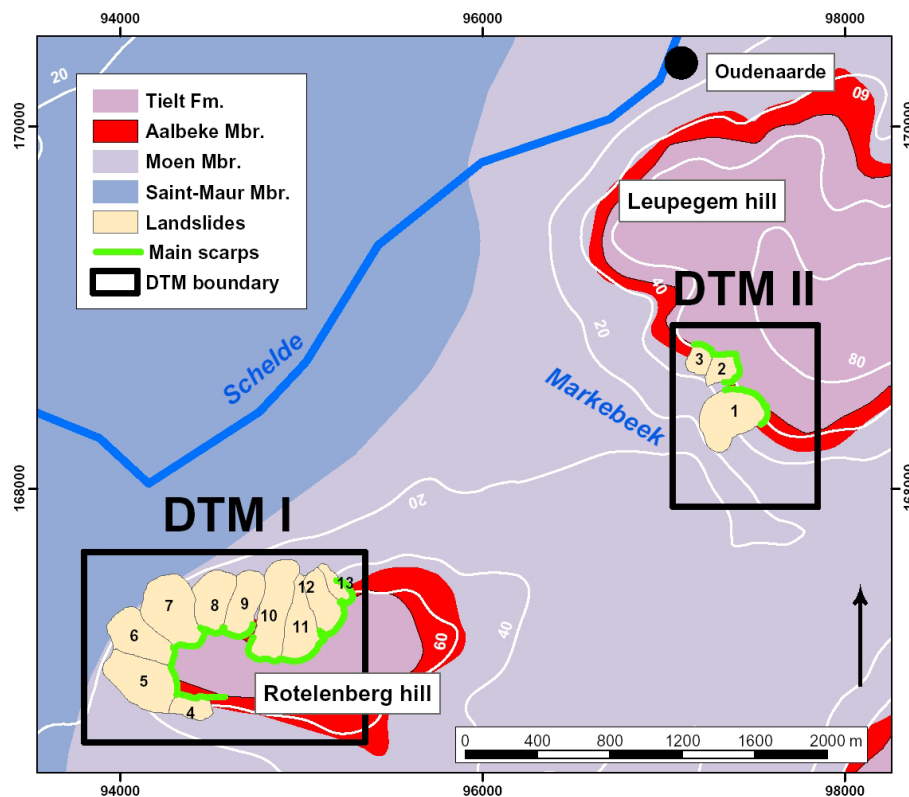 94000
96000
98000
20
Oudenaarde
60
170000
170000
Tielt Fm.
Aalbeke Mbr.
Moen Mbr.
Saint-Maur Mbr.
Landslides
Main scarps
DTM boundary
Leupegem hill
40
DTM II
20
80
3
2
1
Schelde
Markebeek
168000
168000
20
DTM I
13
12
7
8
9
10
11
6
40
60
5
4
Rotelenberg hill
0
400
800
1200
1600
2000 m
94000
96000
98000